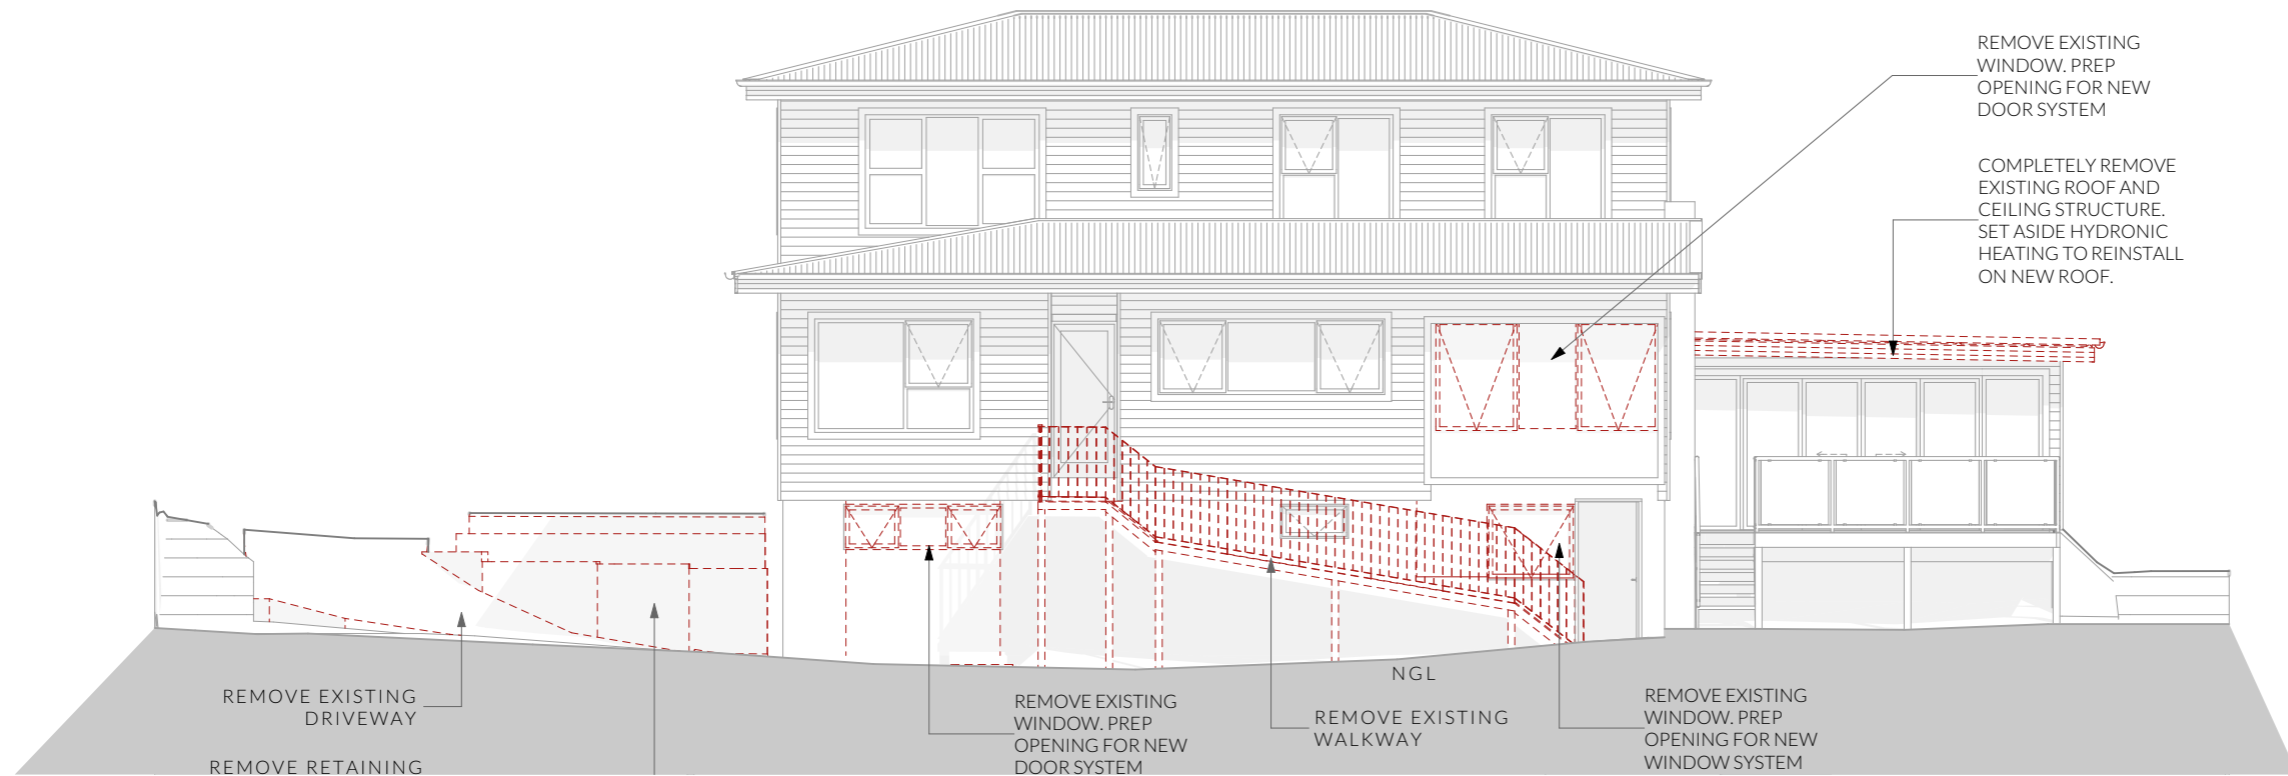 REMOVE EXISTING
WINDOW. PREP
OPENING FOR NEW
DOOR SYSTEM
COMPLETELY REMOVE
EXISTING ROOF AND
CEILING STRUCTURE.
SET ASIDE HYDRONIC
HEATING TO REINSTALL
ON NEW ROOF.
NGL
REMOVE EXISTING
DRIVEWAY
REMOVE RETAINING
REMOVE EXISTING
WINDOW. PREP
OPENING FOR NEW
DOOR SYSTEM
REMOVE EXISTING
WALKWAY
REMOVE EXISTING
WINDOW. PREP
OPENING FOR NEW
WINDOW SYSTEM